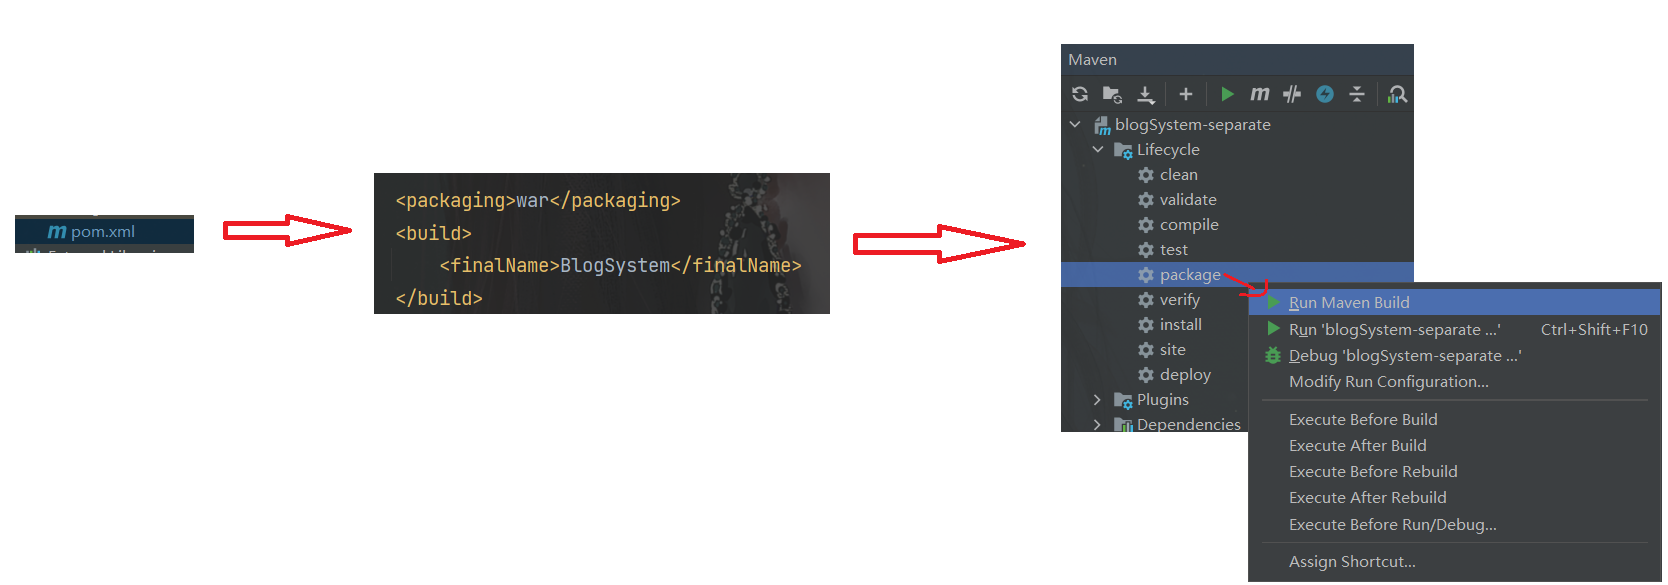 pom.xml
<packaging>war</packaging>
<build>
<finalName>BlogSystem</finalName>
</build>
Maven
blogSystem-separate
Lifecycle
clean
validate
compile
test
package
verify
install
site
deploy
Plugins
Dependencies
Run Maven Build
Run 'blogSystem-separate ...' Ctrl+Shift+F10
Debug 'blogSystem-separate ...'
Modify Run Configuration...
Execute Before Build
Execute After Build
Execute Before Rebuild
Execute After Rebuild
Execute Before Run/Debug...
Assign Shortcut...